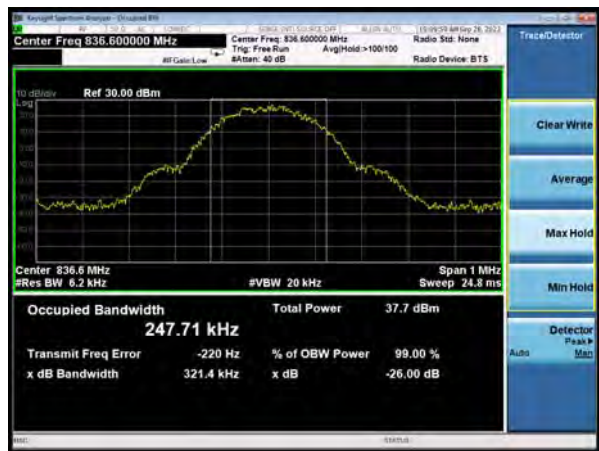 Keysight Spectrum Analyzer - Occupied BW
Center Freq 836.600000 MHz
#IFGain:Low
Center Freq: 836.600000 MHz
Trig: Free Run Avg|Hold:>100/100
#Atten: 40 dB
Radio Std: None
Radio Device: BTS
Trace/Detector
10 dB/div Ref 30.00 dBm
Log
Clear Write
Average
Max Hold
Min Hold
Center 836.6 MHz Span 1 MHz
#Res BW 6.2 kHz #VBW 20 kHz Sweep 24.8 ms
Occupied Bandwidth Total Power 37.7 dBm
247.71 kHz
Transmit Freq Error -220 Hz % of OBW Power 99.00 %
x dB Bandwidth 321.4 kHz x dB -26.00 dB
Detector
Peak▶
Auto Man
MSG STATUS